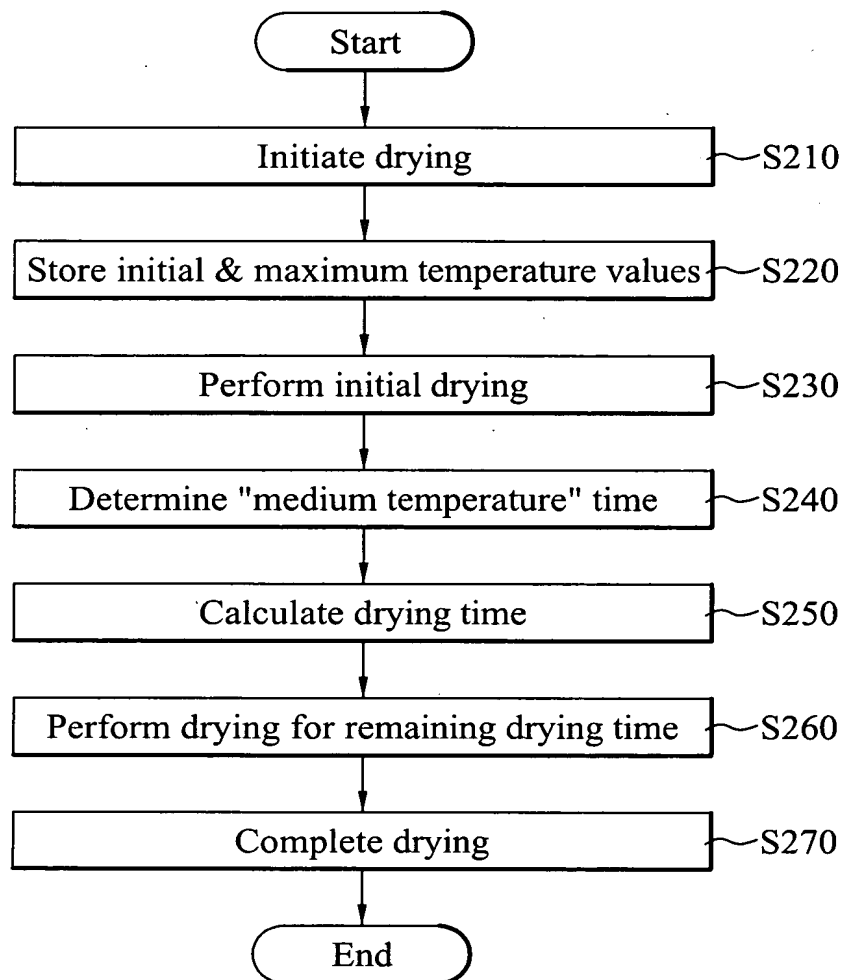 Start
Initiate drying S210
Store initial & maximum temperature values S220
Perform initial drying S230
Determine "medium temperature" time S240
Calculate drying time S250
Perform drying for remaining drying time S260
Complete drying S270
End